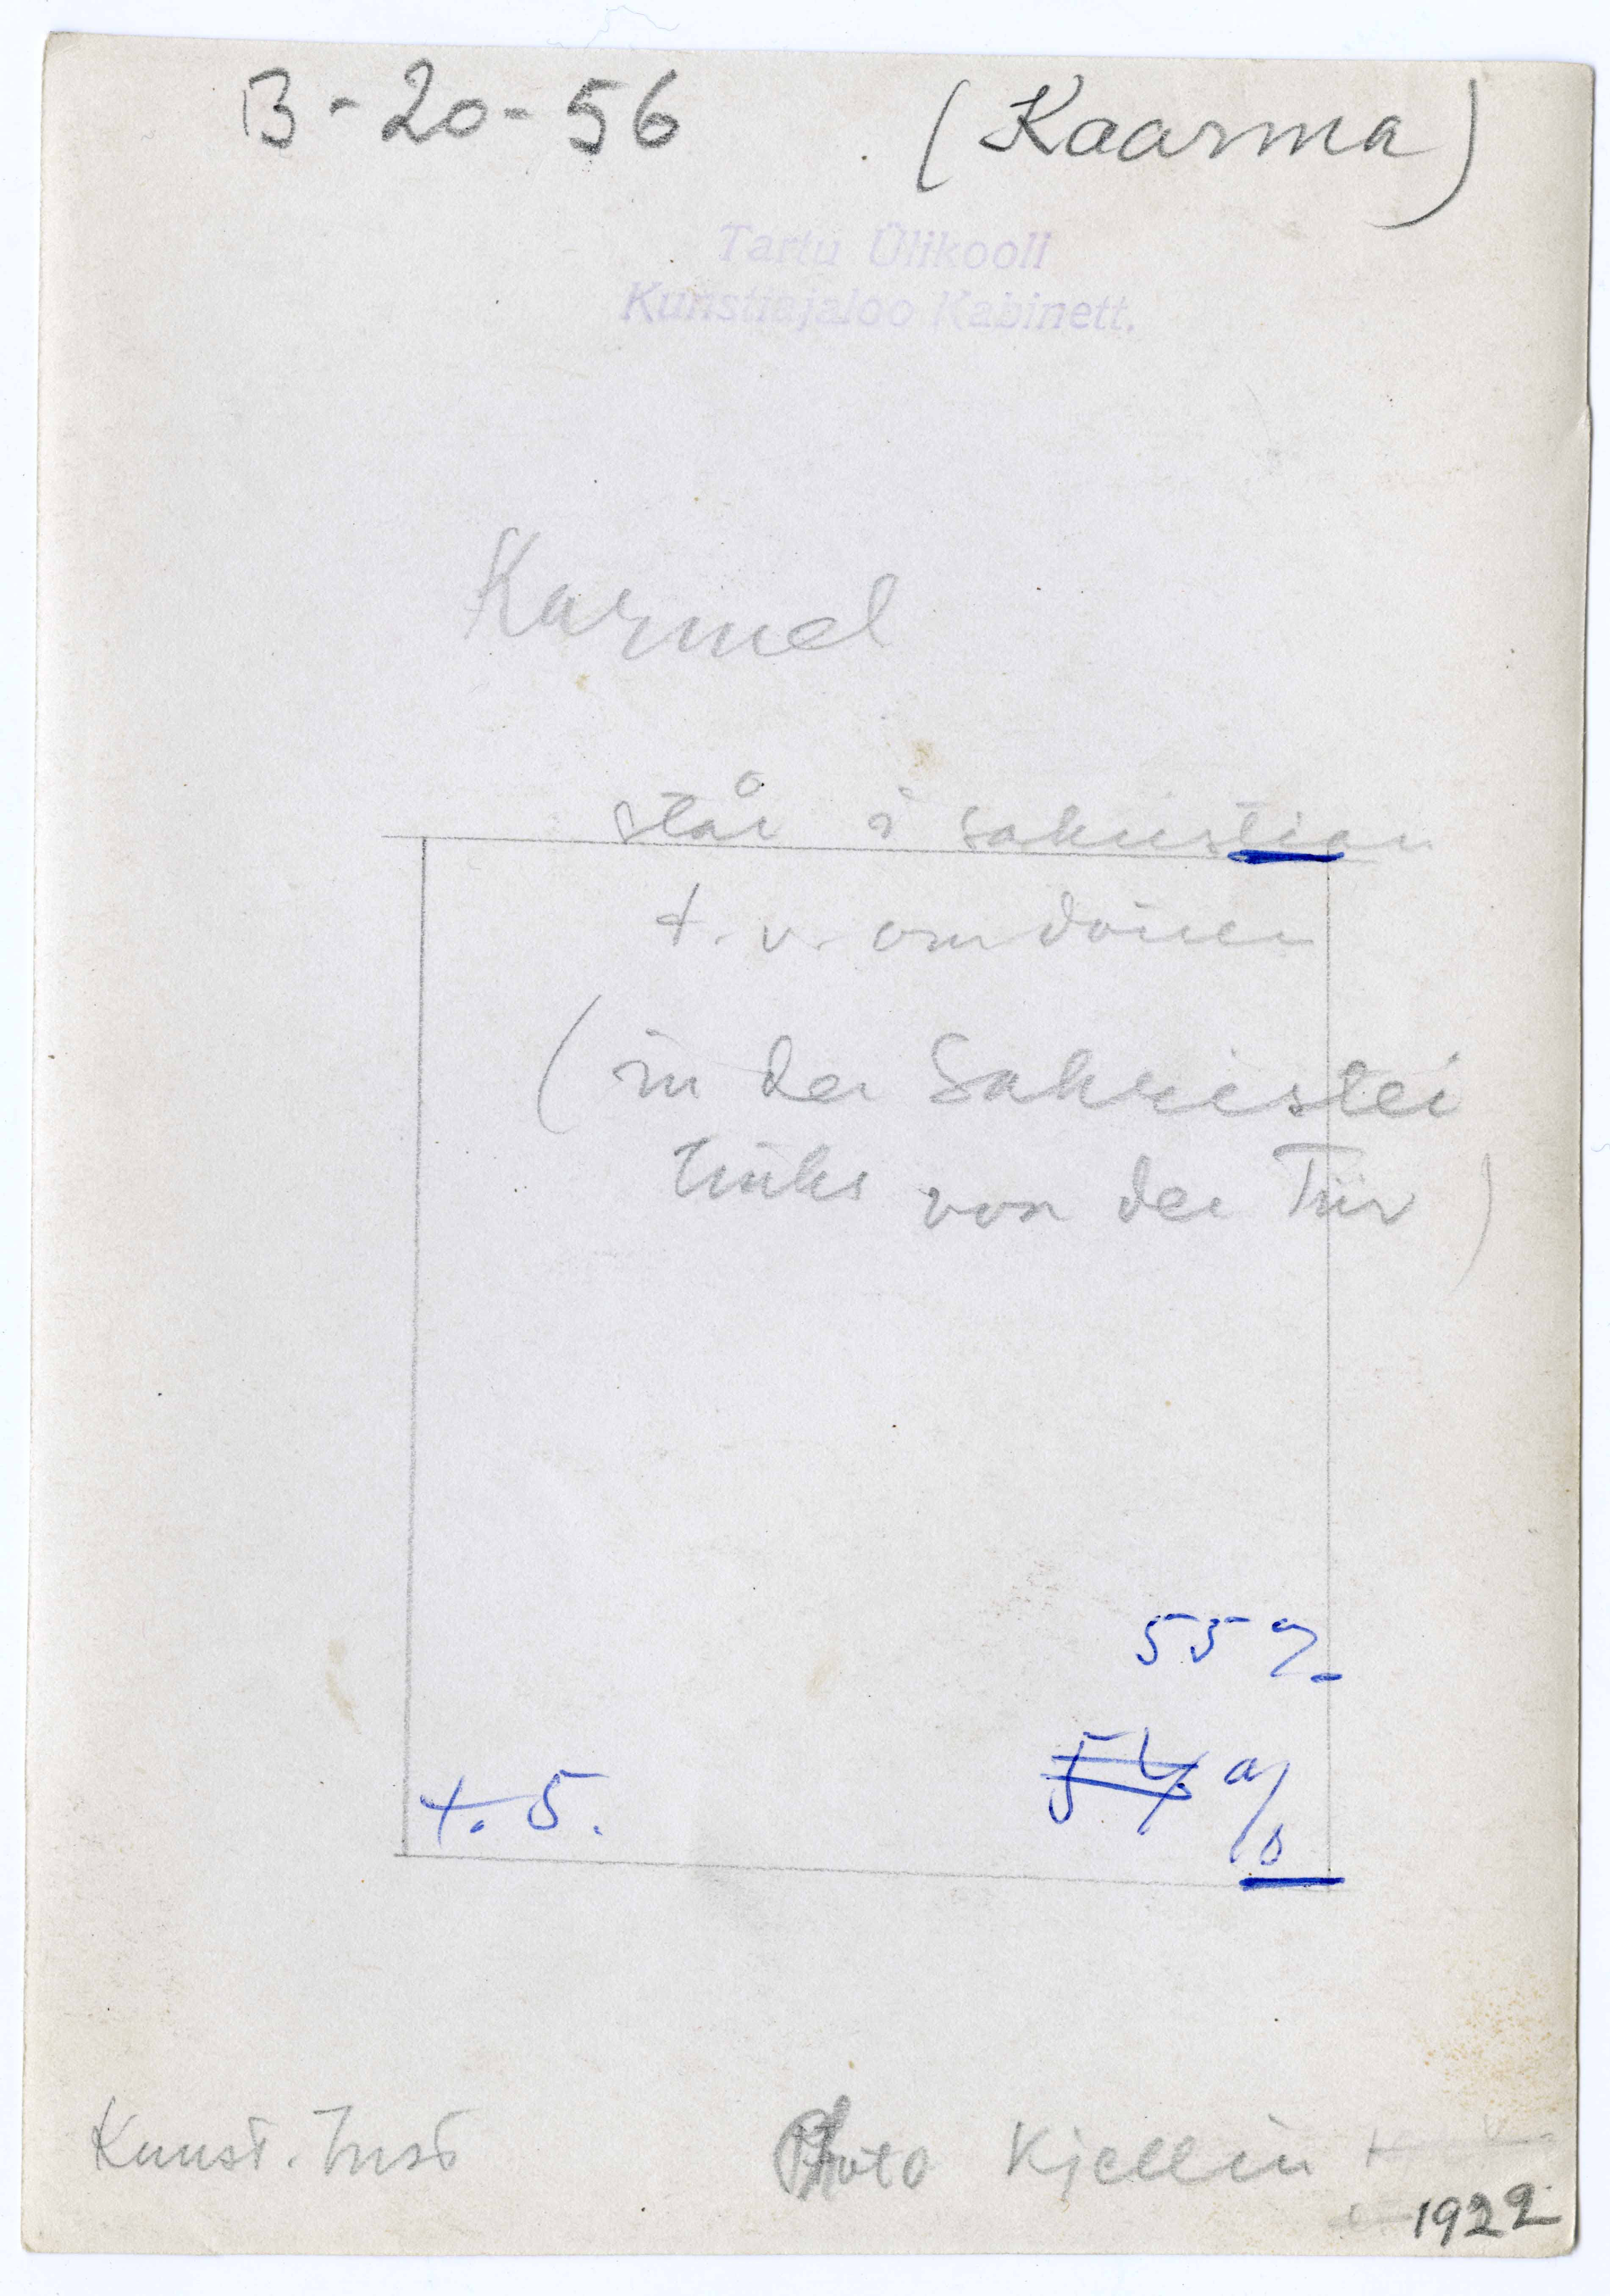 B-20-56 (Kaarma)
Tartu Ülikooli
Kunstiajaloo Kabinett.
Karmel
står i sakristian
t. v. om dörren
(in der Sakristei
links von der Tür)
55
t. 5. 54 a/b
Kunst. Inst
Photo Kjellin
1922